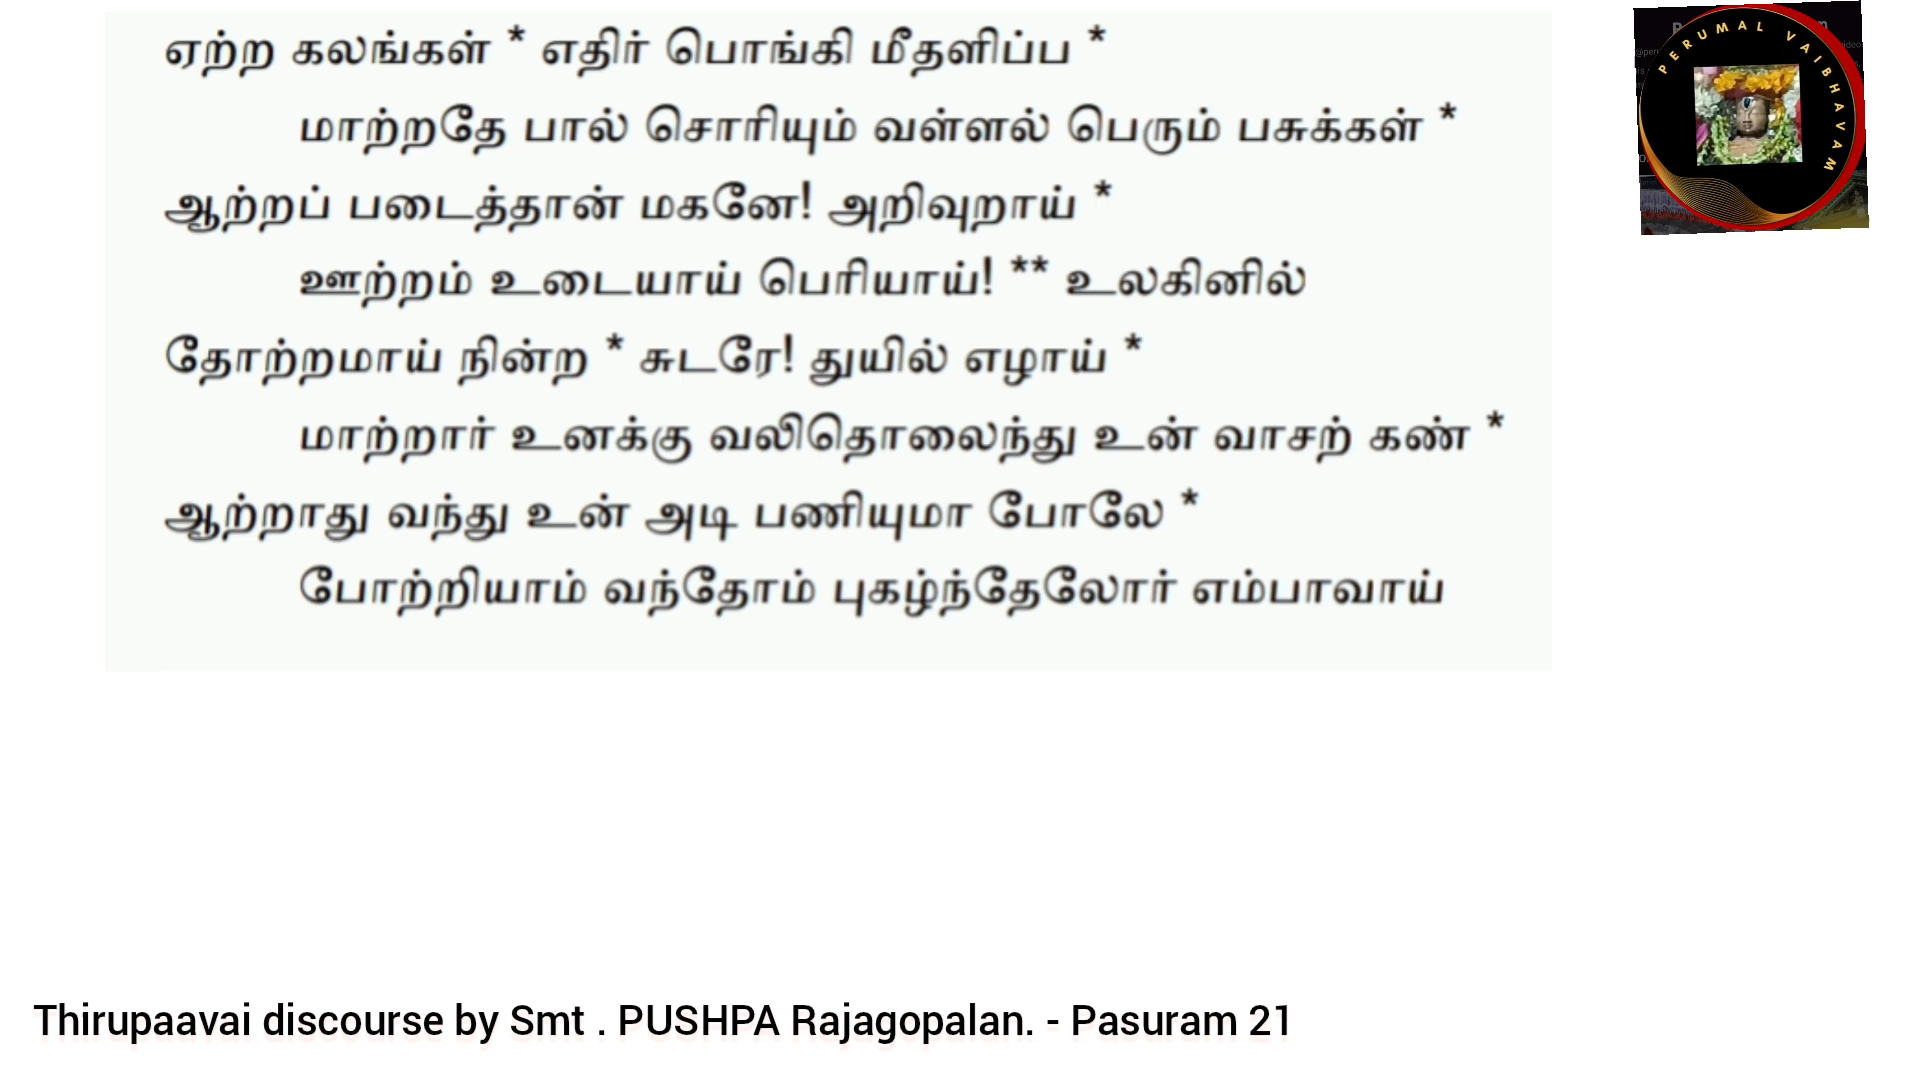 ஏற்ற கலங்கள் * எதிர் பொங்கி மீதளிப்ப *
மாற்றதே பால் சொரியும் வள்ளல் பெரும் பசுக்கள் *
ஆற்றப் படைத்தான் மகனே! அறிவுறாய் *
ஊற்றம் உடையாய் பெரியாய்! ** உலகினில்
தோற்றமாய் நின்ற * சுடரே! துயில் எழாய் *
மாற்றார் உனக்கு வலிதொலைந்து உன் வாசற் கண் *
ஆற்றாது வந்து உன் அடி பணியுமா போலே *
போற்றியாம் வந்தோம் புகழ்ந்தேலோர் எம்பாவாய்
PERUMAL VAIBHAVAM
Thirupaavai discourse by Smt . PUSHPA Rajagopalan. - Pasuram 21